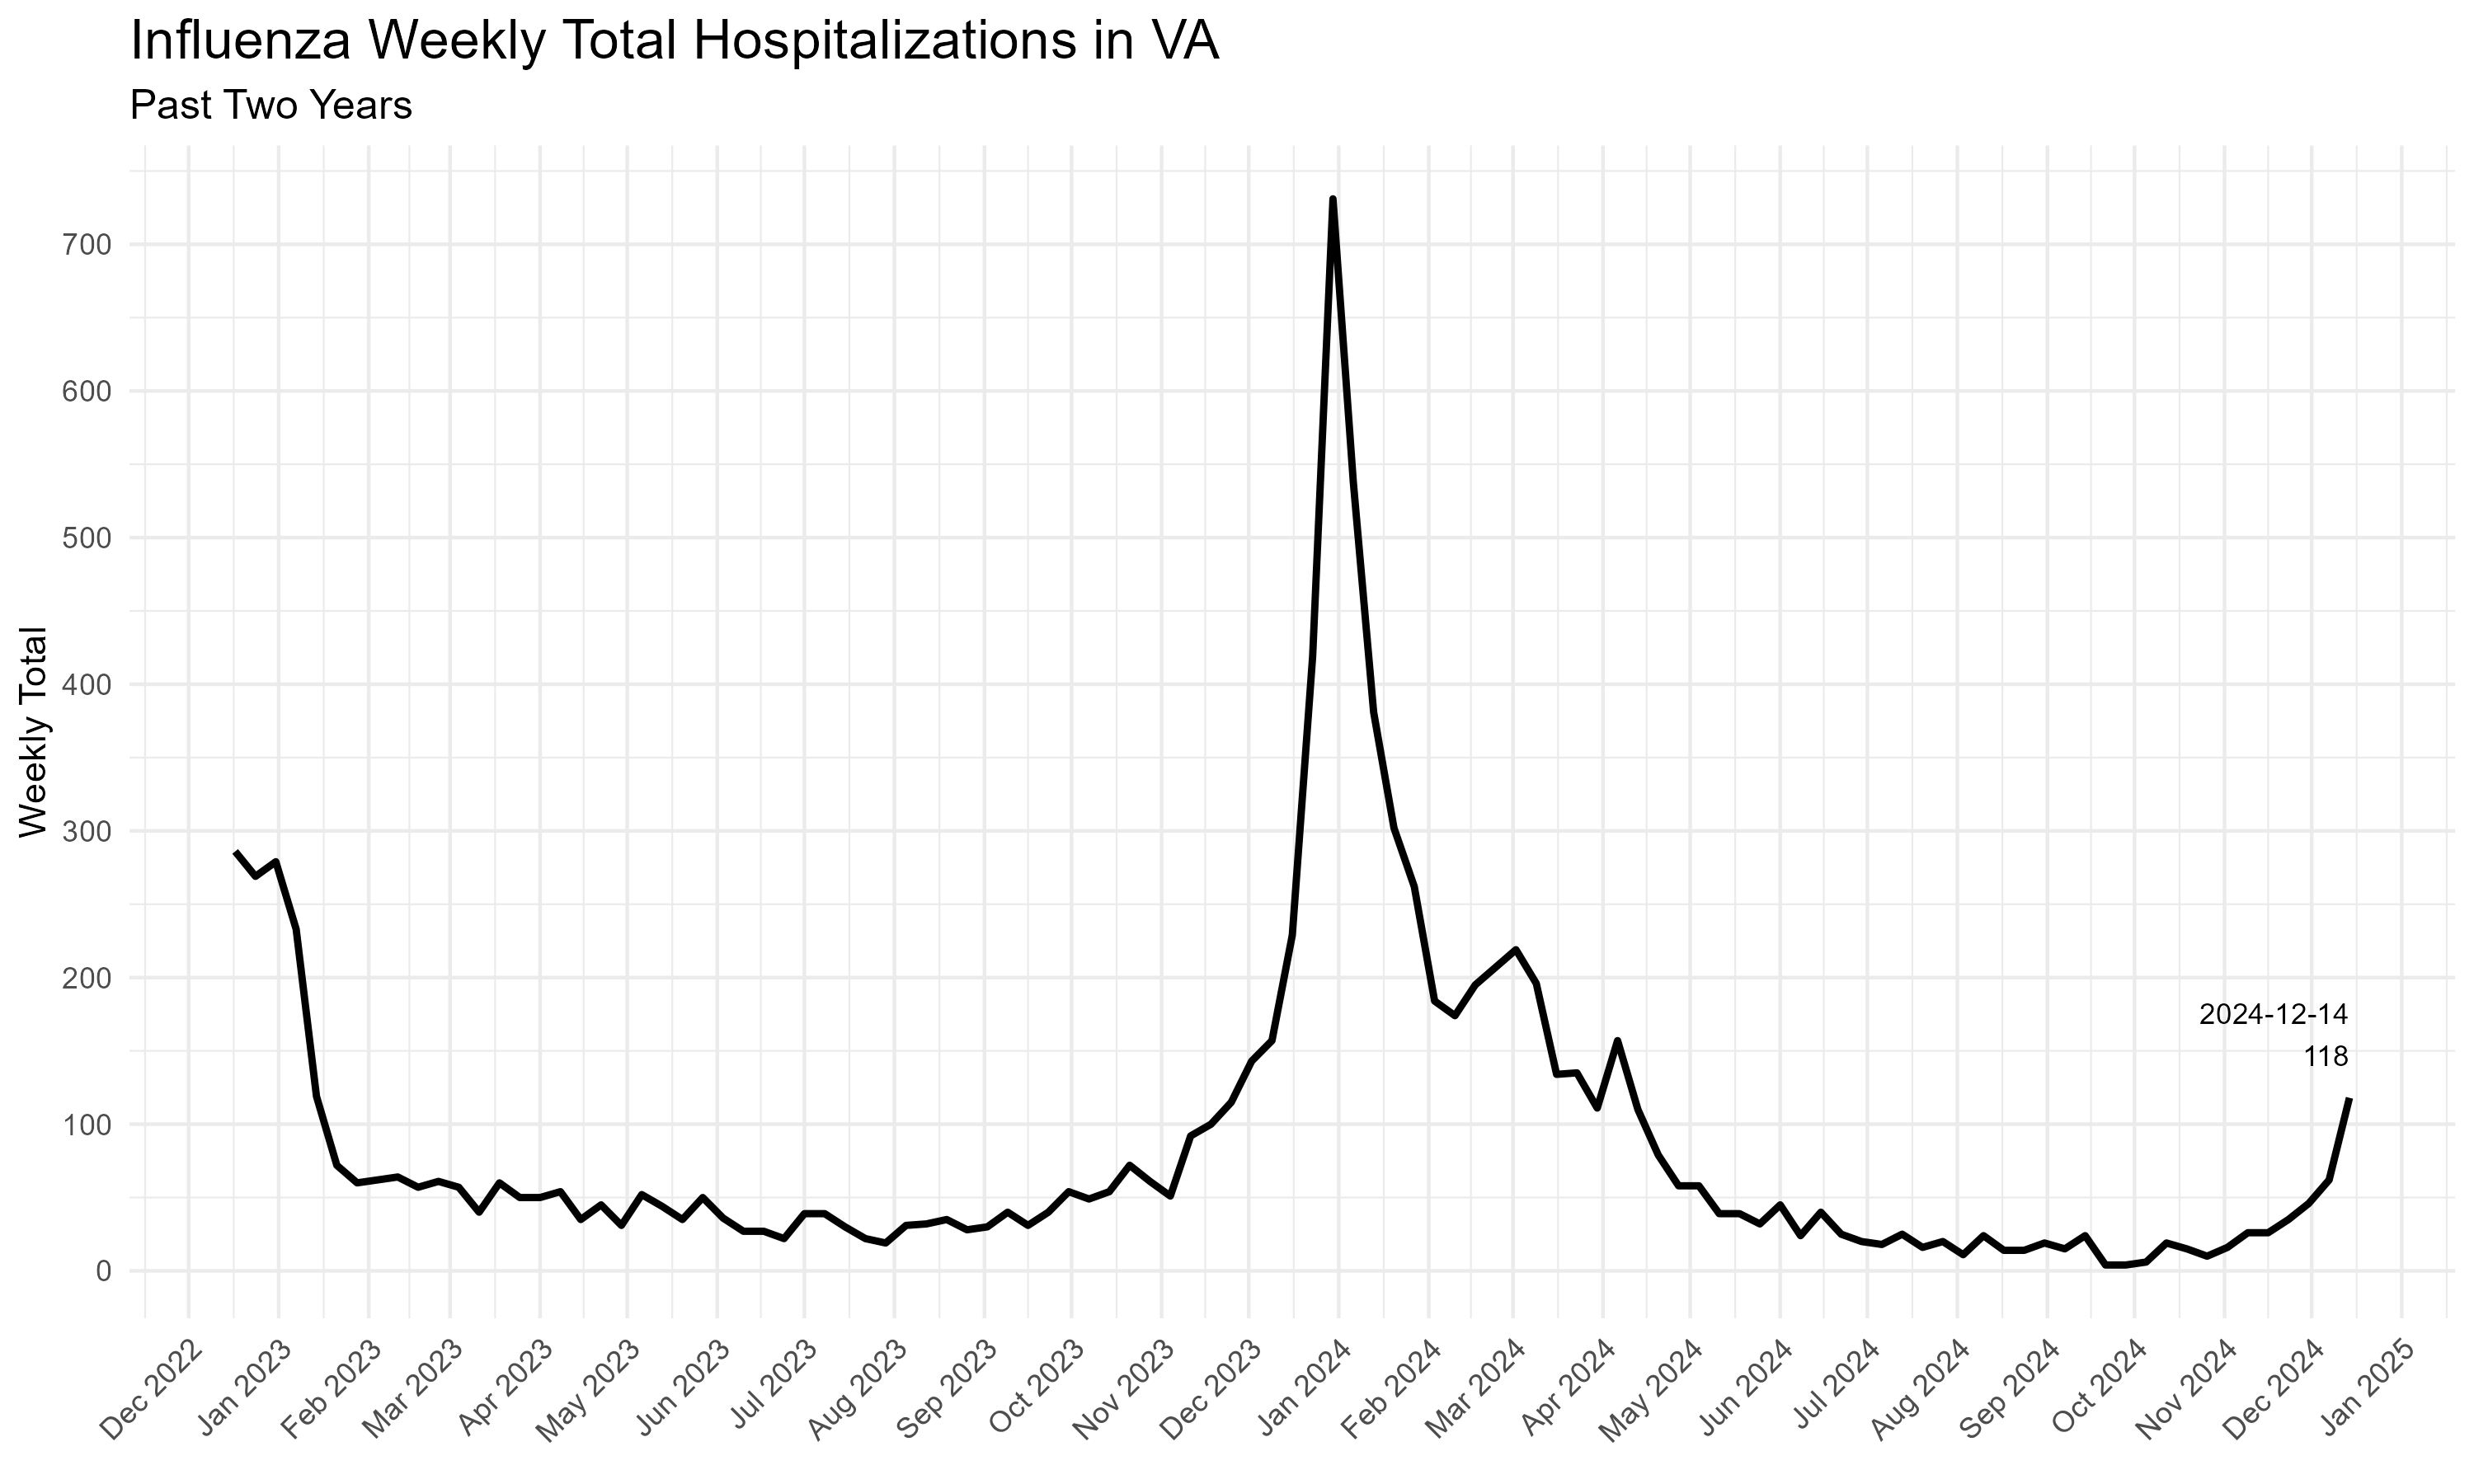 Influenza Weekly Total Hospitalizations in VA
Past Two Years
Weekly Total
700
600
500
400
300
200
100
0
2024-12-14
118
Dec 2022
Jan 2023
Feb 2023
Mar 2023
Apr 2023
May 2023
Jun 2023
Jul 2023
Aug 2023
Sep 2023
Oct 2023
Nov 2023
Dec 2023
Jan 2024
Feb 2024
Mar 2024
Apr 2024
May 2024
Jun 2024
Jul 2024
Aug 2024
Sep 2024
Oct 2024
Nov 2024
Dec 2024
Jan 2025